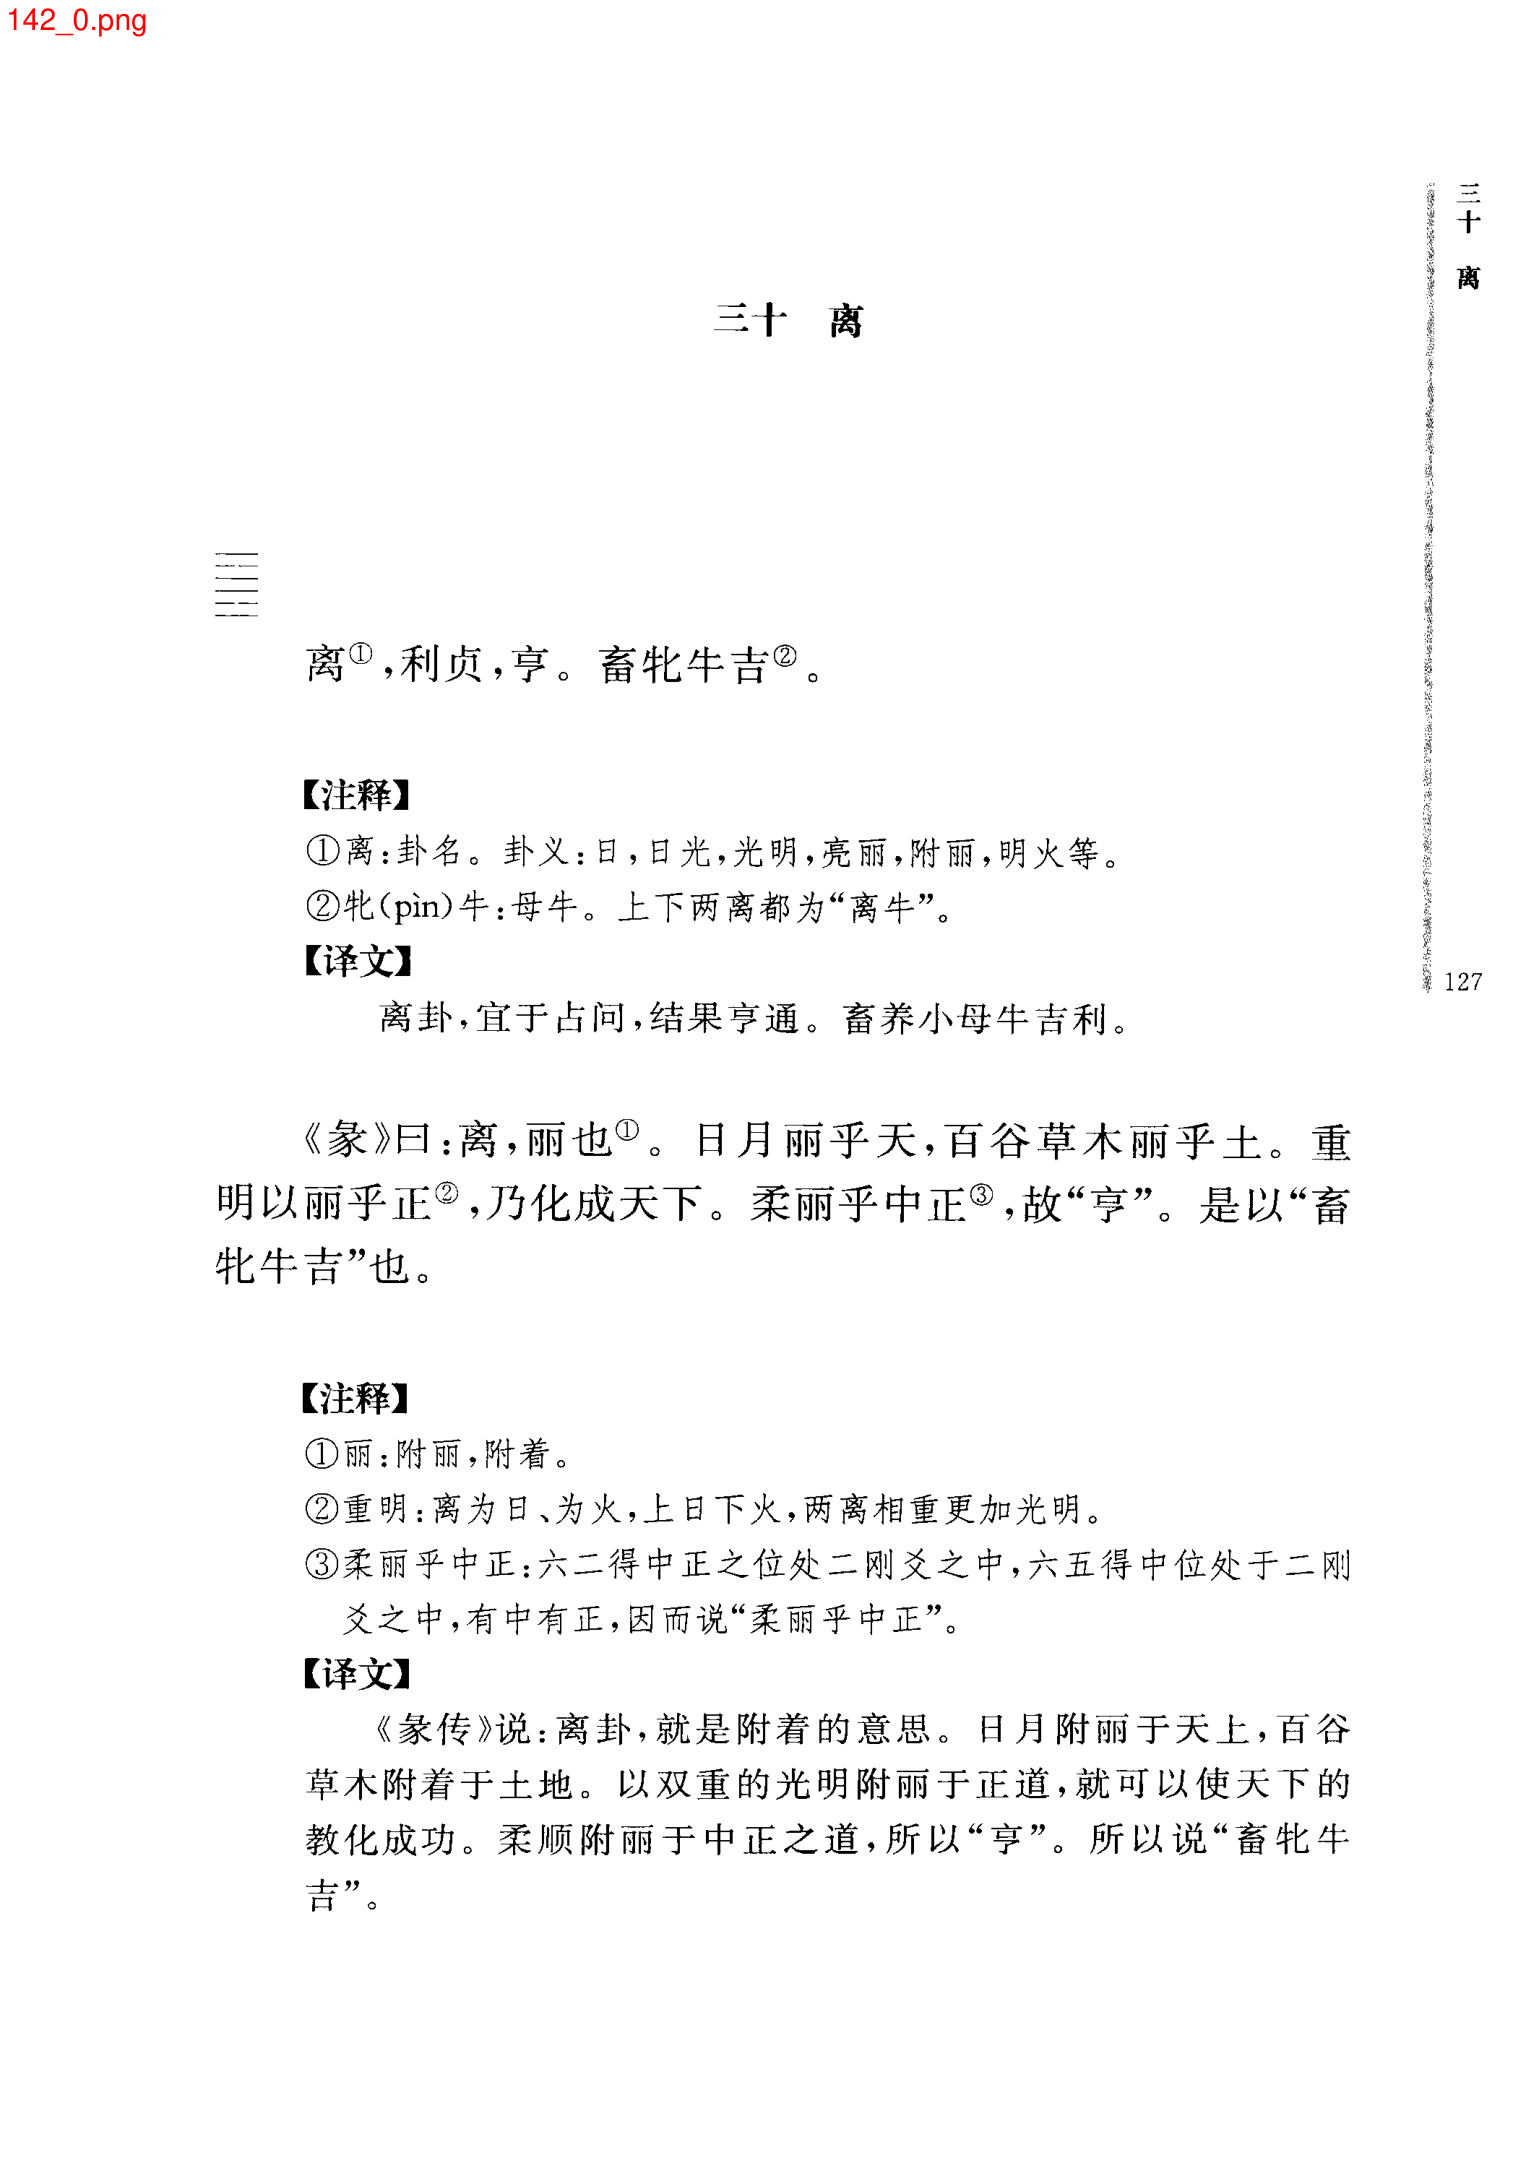 142_0.png
三十 离
三十 离
离①,利贞,亨。畜牝牛吉②。
【注释】
①离:卦名。卦义:日,日光,光明,亮丽,附丽,明火等。
②牝(pìn)牛:母牛。上下两离都为“离牛”。
【译文】
离卦,宜于占问,结果亨通。畜养小母牛吉利。
127
《彖》曰:离,丽也①。日月丽乎天,百谷草木丽乎土。重
明以丽乎正②,乃化成天下。柔丽乎中正③,故“亨”。是以“畜
牝牛吉”也。
【注释】
①丽:附丽,附着。
②重明:离为日、为火,上日下火,两离相重更加光明。
③柔丽乎中正:六二得中正之位处二刚爻之中,六五得中位处于二刚
爻之中,有中有正,因而说“柔丽乎中正”。
【译文】
《彖传》说:离卦,就是附着的意思。日月附丽于天上,百谷
草木附着于土地。以双重的光明附丽于正道,就可以使天下的
教化成功。柔顺附丽于中正之道,所以“亨”。所以说“畜牝牛
吉”。